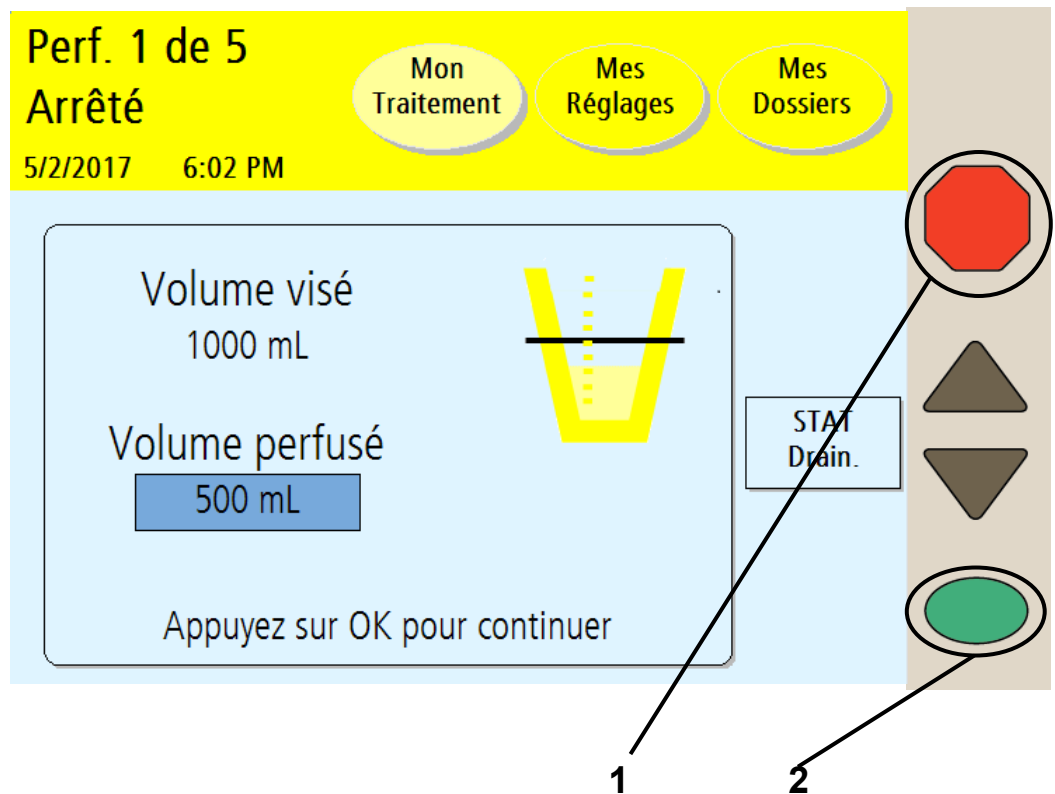 Perf. 1 de 5
Arrêté
5/2/2017 6:02 PM
Mon
Traitement
Mes
Réglages
Mes
Dossiers
Volume visé
1000 mL
Volume perfusé
500 mL
Appuyez sur OK pour continuer
STAT
Drain.
1
2